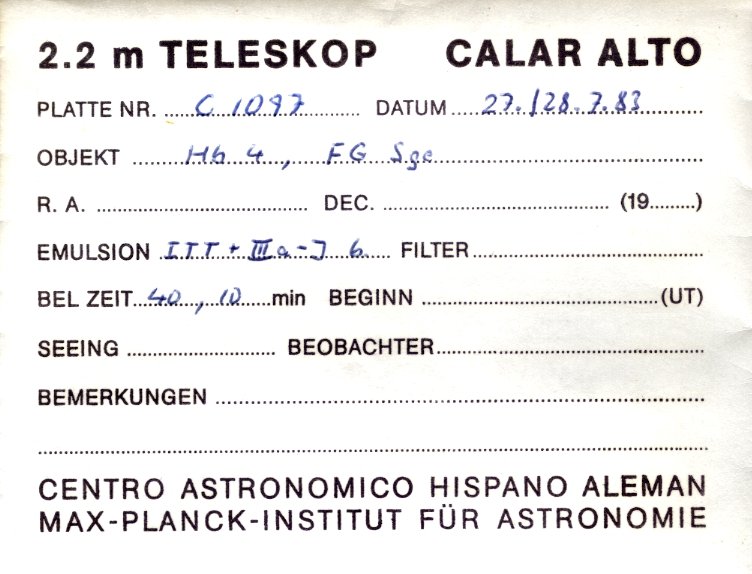 2.2 m TELESKOP CALAR ALTO
PLATTE NR. C 1097 DATUM 27./28.7.83
OBJEKT Hb 4, FG Sge
R. A. DEC. (19 )
EMULSION ITT + IIIa-J b. FILTER
BEL ZEIT 40, 10 min BEGINN (UT)
SEEING BEOBACHTER
BEMERKUNGEN
CENTRO ASTRONOMICO HISPANO ALEMAN
MAX-PLANCK-INSTITUT FÜR ASTRONOMIE